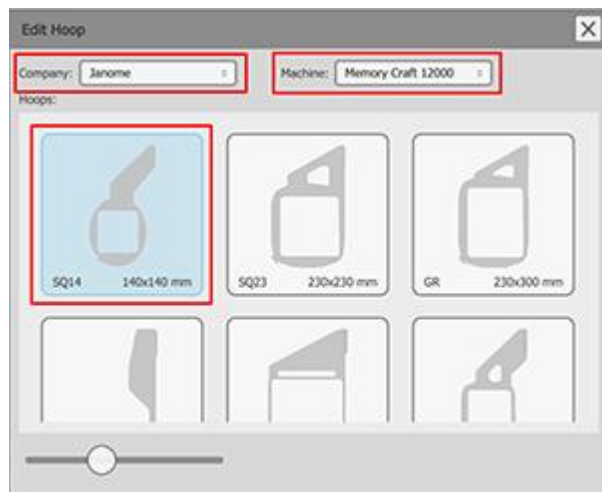 Edit Hoop
Company: Janome Machine: Memory Craft 12000
Hoops:
SQ14 140x140 mm SQ23 230x230 mm GR 230x300 mm